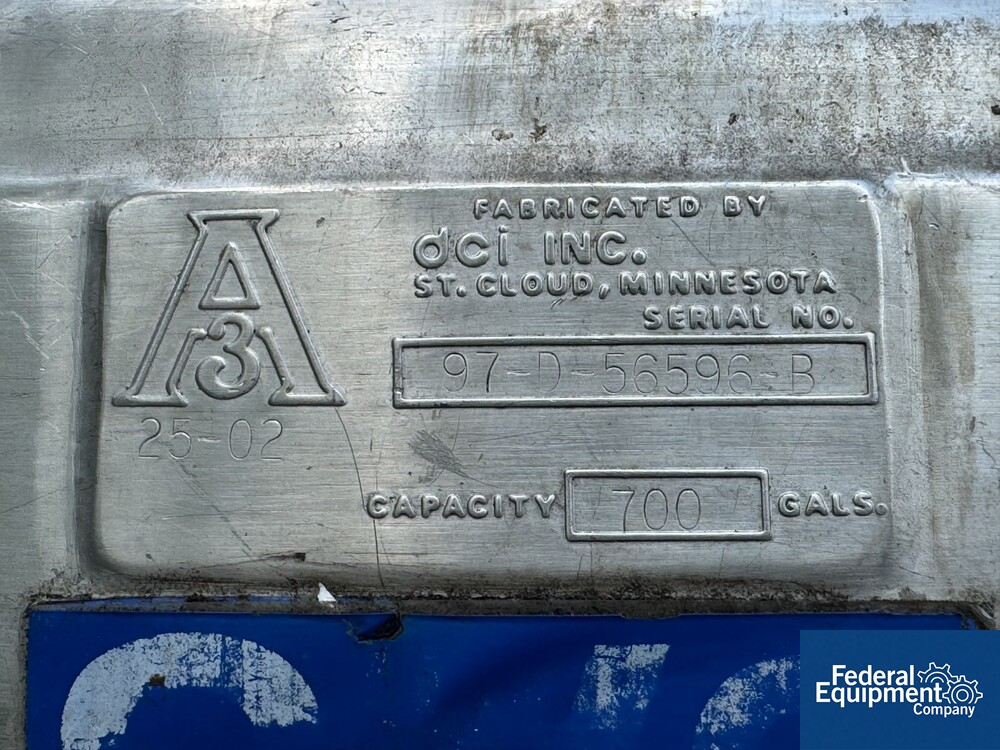 FABRICATED BY
dci INC.
ST. CLOUD, MINNESOTA
SERIAL NO.
97-D-56596-B
A
3
25-02
CAPACITY 700 GALS.
Federal
Equipment
Company